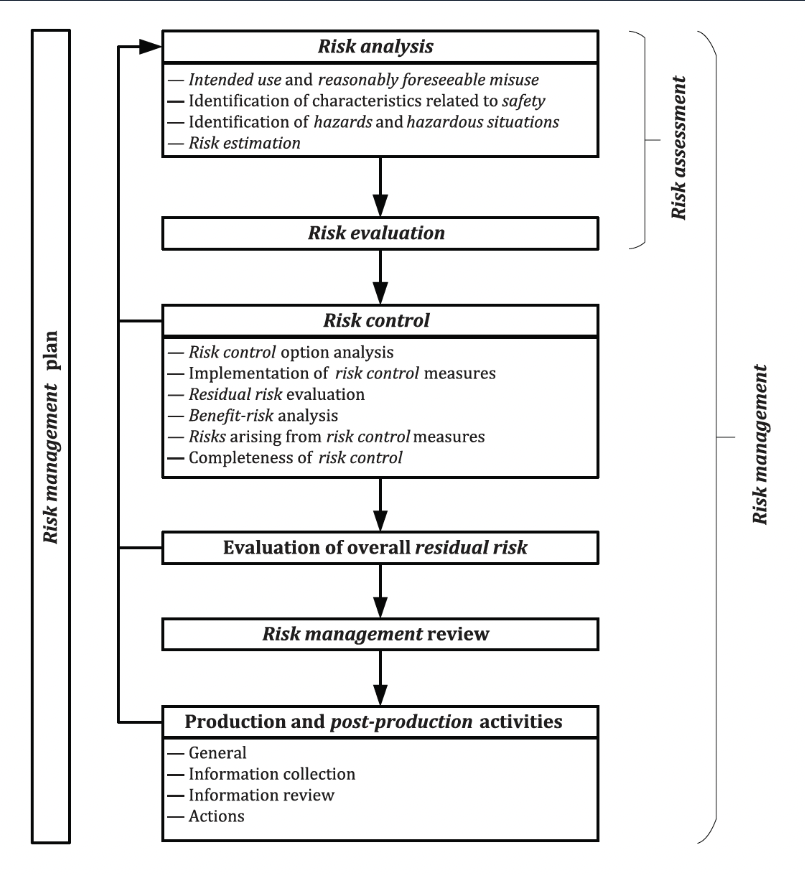 Risk management plan
Risk analysis
— Intended use and reasonably foreseeable misuse
— Identification of characteristics related to safety
— Identification of hazards and hazardous situations
— Risk estimation
Risk evaluation
Risk assessment
Risk control
— Risk control option analysis
— Implementation of risk control measures
— Residual risk evaluation
— Benefit-risk analysis
— Risks arising from risk control measures
— Completeness of risk control
Risk management
Evaluation of overall residual risk
Risk management review
Production and post-production activities
— General
— Information collection
— Information review
— Actions